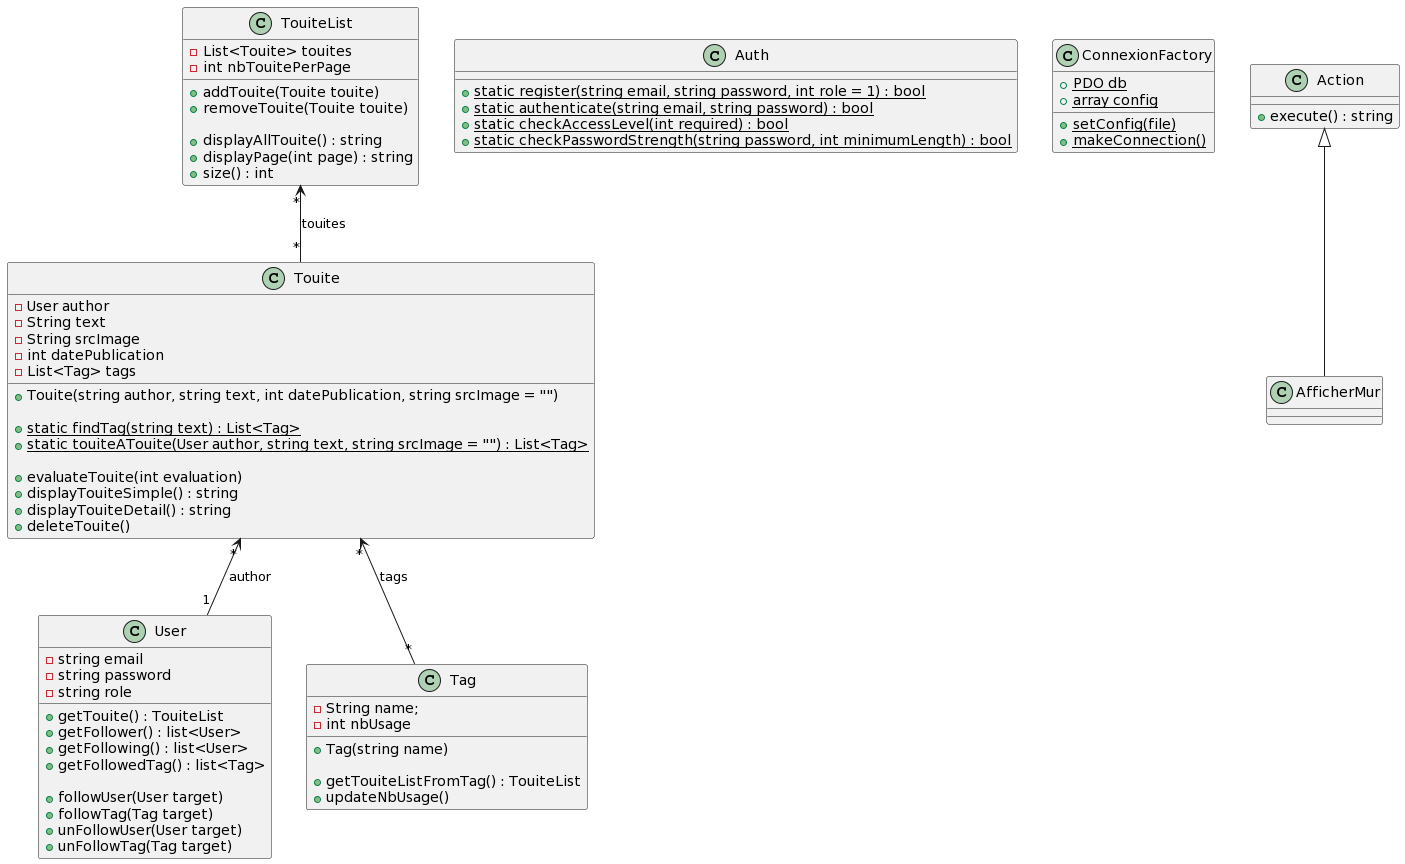 C TouiteList
List<Touite> touites
int nbTouitePerPage
addTouite(Touite touite)
removeTouite(Touite touite)
displayAllTouite() : string
displayPage(int page) : string
size() : int
C Auth
static register(string email, string password, int role = 1) : bool
static authenticate(string email, string password) : bool
static checkAccessLevel(int required) : bool
static checkPasswordStrength(string password, int minimumLength) : bool
C ConnexionFactory
PDO db
array config
setConfig(file)
makeConnection()
C Action
execute() : string
*
touites
*
C Touite
User author
String text
String srcImage
int datePublication
List<Tag> tags
Touite(string author, string text, int datePublication, string srcImage = "")
static findTag(string text) : List<Tag>
static touiteATouite(User author, string text, string srcImage = "") : List<Tag>
evaluateTouite(int evaluation)
displayTouiteSimple() : string
displayTouiteDetail() : string
deleteTouite()
C AfficherMur
*
author
1
*
tags
*
C User
string email
string password
string role
getTouite() : TouiteList
getFollower() : list<User>
getFollowing() : list<User>
getFollowedTag() : list<Tag>
followUser(User target)
followTag(Tag target)
unFollowUser(User target)
unFollowTag(Tag target)
C Tag
String name;
int nbUsage
Tag(string name)
getTouiteListFromTag() : TouiteList
updateNbUsage()